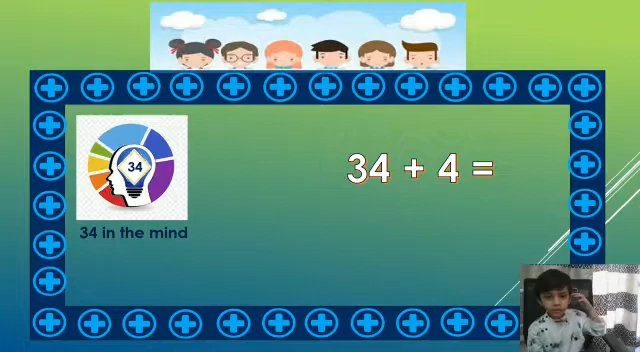 34
34 + 4 =
34 in the mind